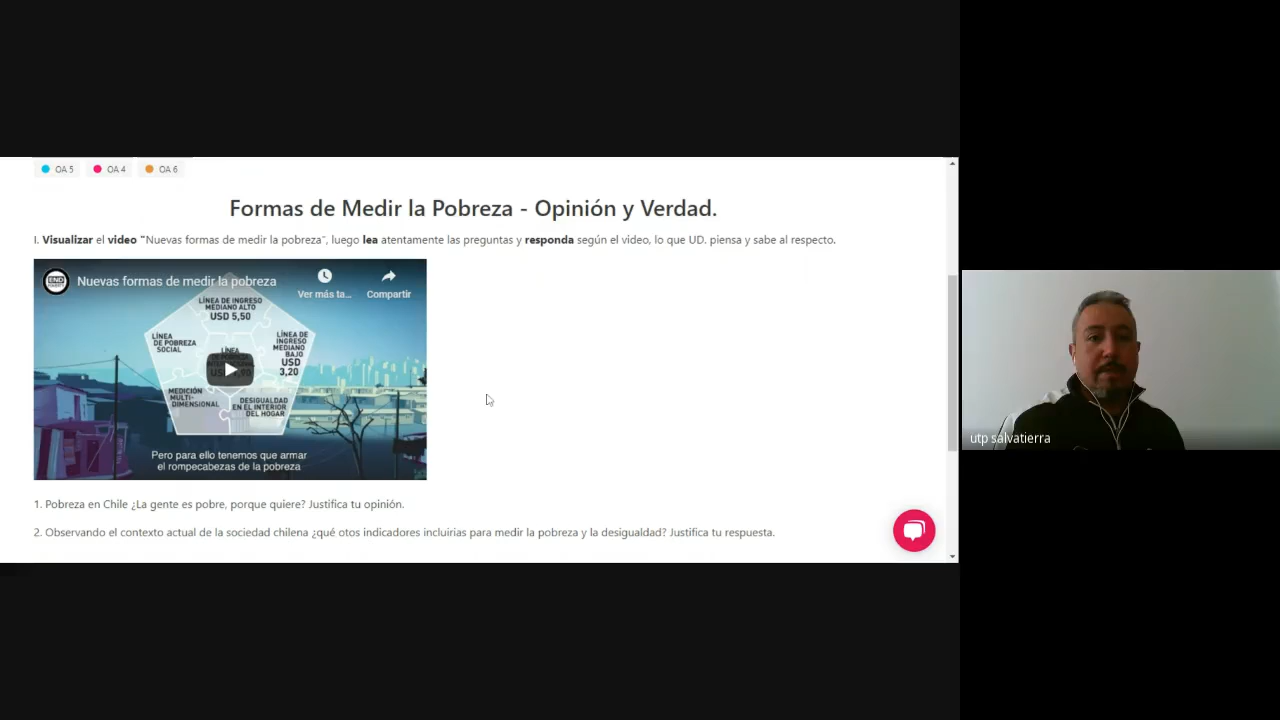 OA 5 OA 4 OA 6
Formas de Medir la Pobreza - Opinión y Verdad.
I. Visualizar el video "Nuevas formas de medir la pobreza", luego lea atentamente las preguntas y responda según el video, lo que UD. piensa y sabe al respecto.
END
POVERTY
Nuevas formas de medir la pobreza
Ver más ta...
Compartir
LÍNEA DE INGRESO
MEDIANO ALTO
USD 5,50
LÍNEA
DE POBREZA
SOCIAL
LÍNEA DE
INGRESO
MEDIANO
BAJO
USD
3,20
LÍNEA
MEDICIÓN
MULTI-
DIMENSIONAL
DESIGUALDAD
EN EL INTERIOR
DEL HOGAR
Pero para ello tenemos que armar
el rompecabezas de la pobreza
1. Pobreza en Chile ¿La gente es pobre, porque quiere? Justifica tu opinión.
2. Observando el contexto actual de la sociedad chilena ¿qué otos indicadores incluirias para medir la pobreza y la desigualdad? Justifica tu respuesta.
utp salvatierra